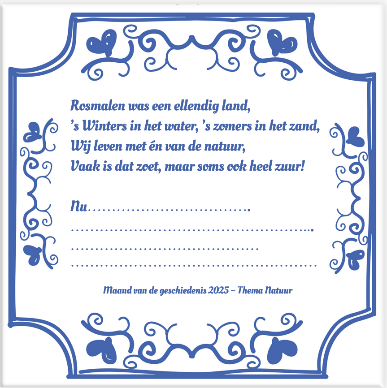 Rosmalen was een ellendig land,
's Winters in het water, 's zomers in het zand,
Wij leven met én van de natuur,
Vaak is dat zoet, maar soms ook heel zuur!
Nu..........................................
................................................................
..................................................
................................................................
Maand van de geschiedenis 2025 – Thema Natuur